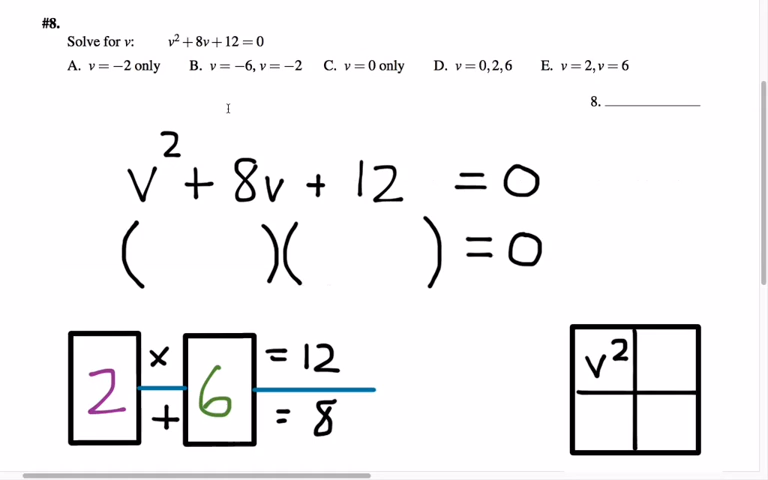 #8.
Solve for v: v² + 8v + 12 = 0
A. v = −2 only B. v = −6, v = −2 C. v = 0 only D. v = 0, 2, 6 E. v = 2, v = 6
8. __________
v² + 8v + 12 = 0
( )( ) = 0
2 × 6 = 12
+ = 8
v²